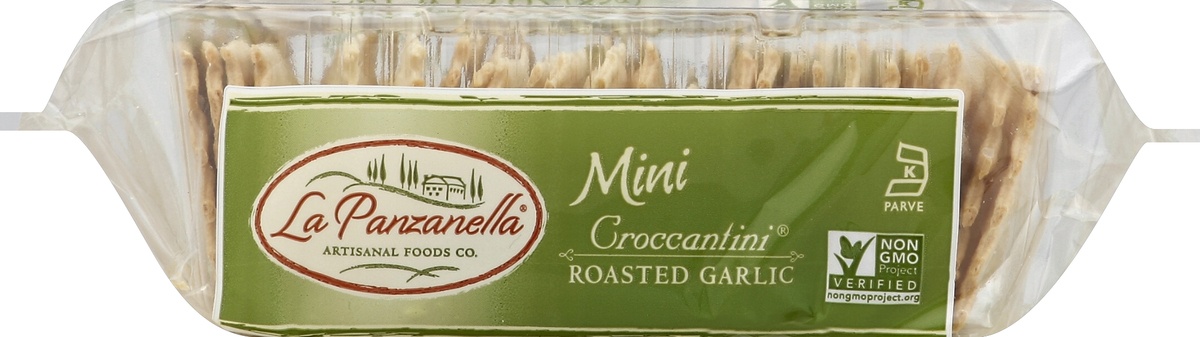 La Panzanella®
ARTISANAL FOODS CO.
Mini
Croccantini®
ROASTED GARLIC
K
PARVE
NON
GMO
Project
VERIFIED
nongmoproject.org